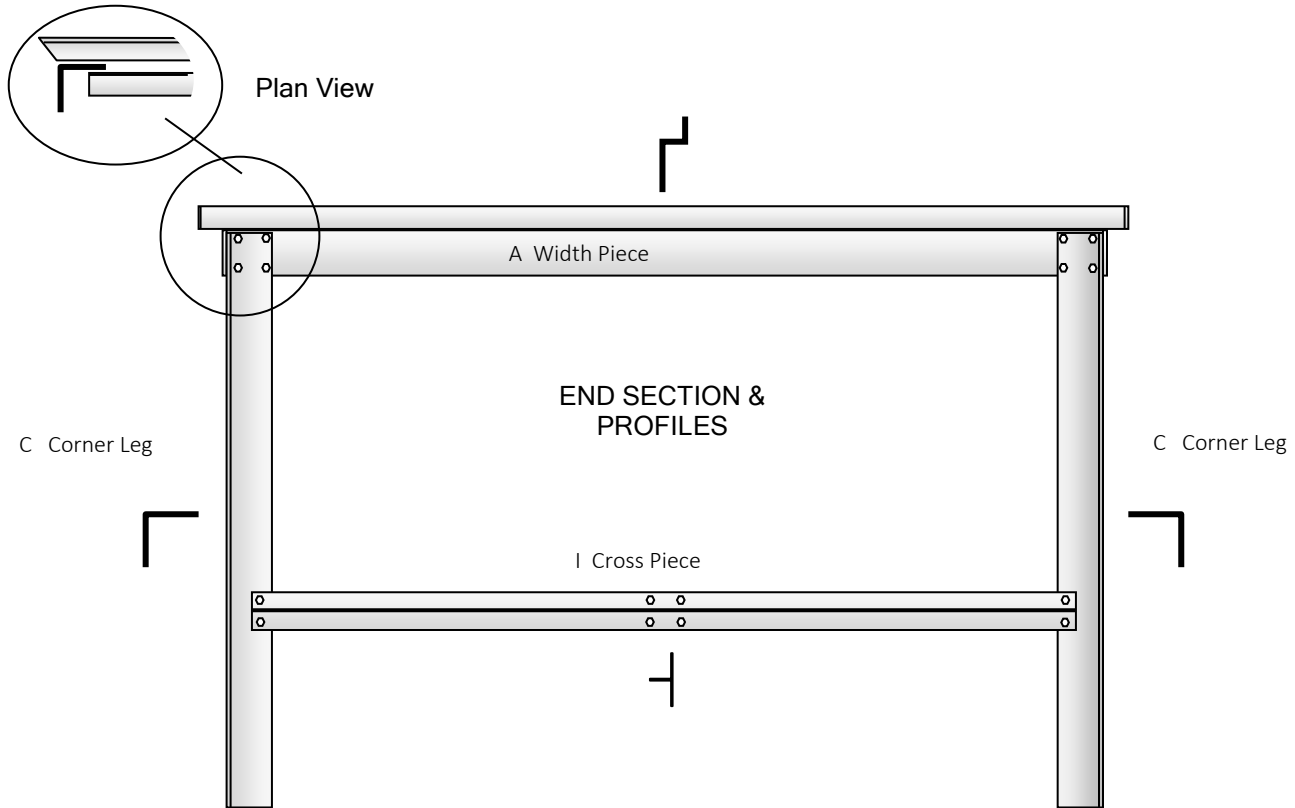 Plan View
A Width Piece
END SECTION &
PROFILES
C Corner Leg
C Corner Leg
I Cross Piece